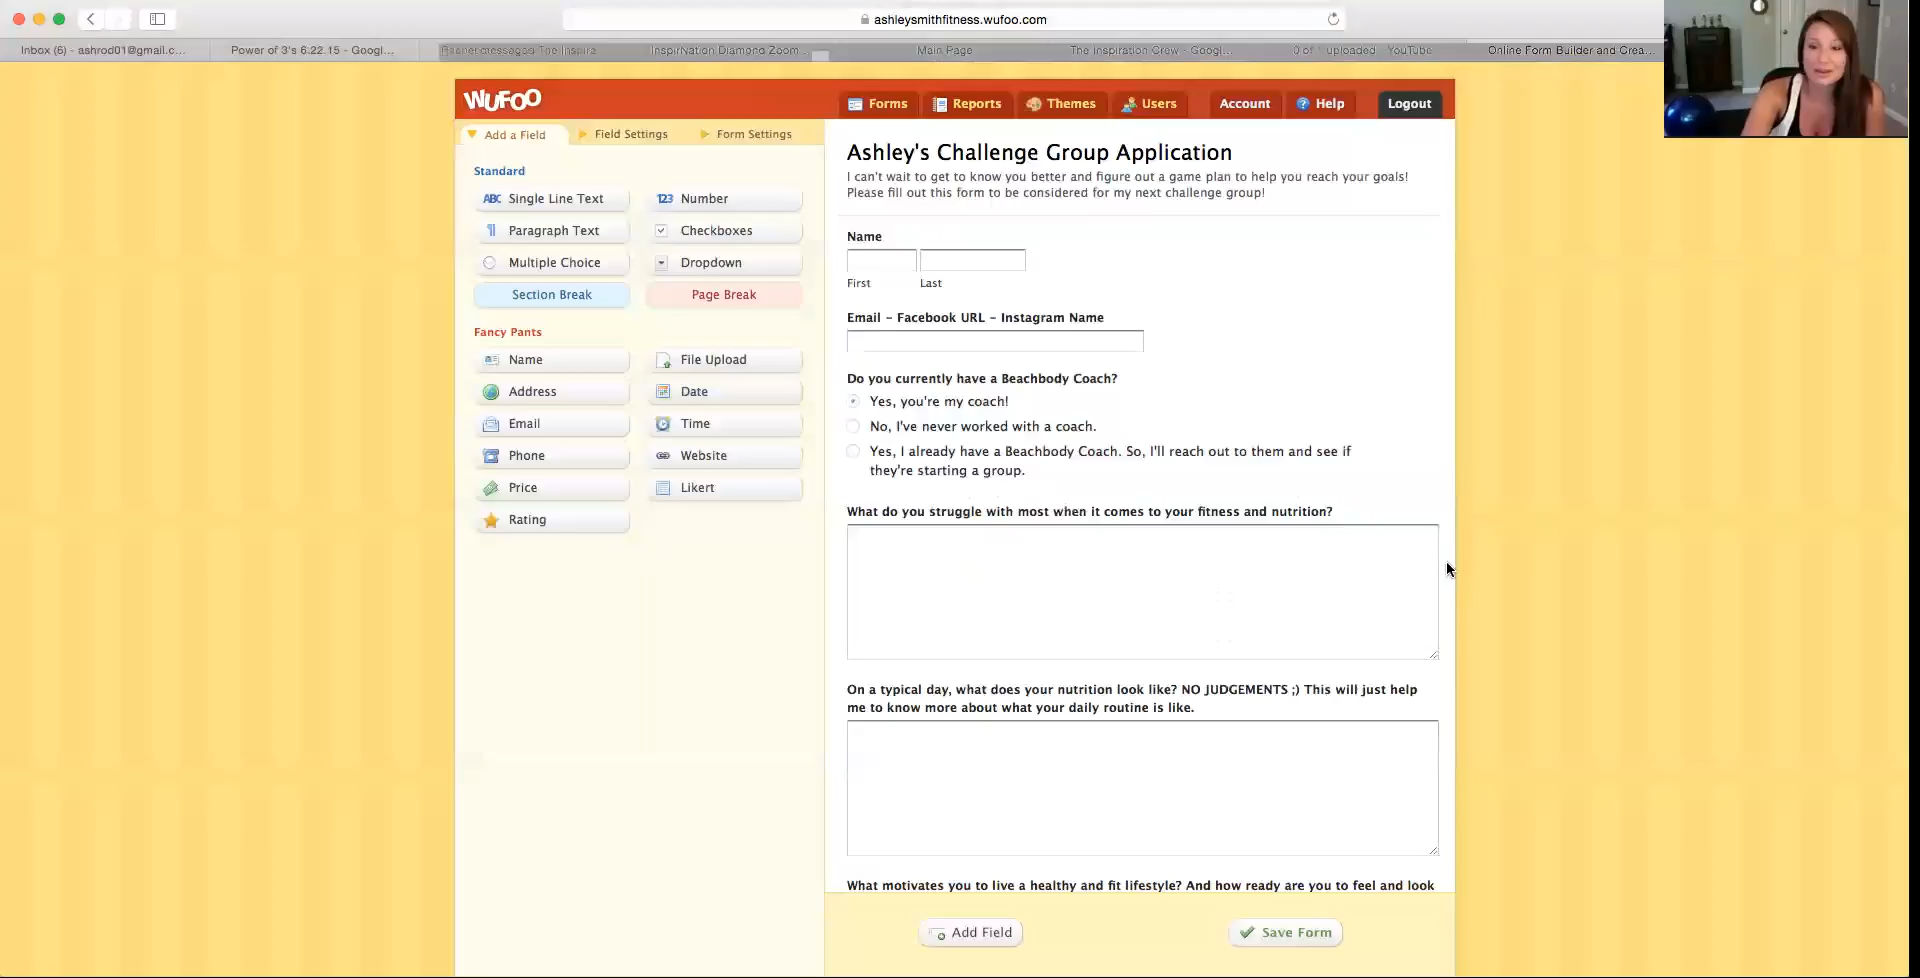 ashleysmithfitness.wufoo.com
Inbox (6) - ashrod01@gmail.c...
Power of 3's 6.22.15 - Googl...
InspirNation Diamond Zoom...
Main Page
The Inspiration Crew - Googl...
uploaded YouTube
Online Form Builder and Crea...
WUFOO
Forms
Reports
Themes
Users
Account
Help
Logout
Add a Field
Field Settings
Form Settings
Standard
ABC Single Line Text
123 Number
Paragraph Text
Checkboxes
Multiple Choice
Dropdown
Section Break
Page Break
Fancy Pants
Name
File Upload
Address
Date
Email
Time
Phone
Website
Price
Likert
Rating
Ashley's Challenge Group Application
I can't wait to get to know you better and figure out a game plan to help you reach your goals!
Please fill out this form to be considered for my next challenge group!
Name
First
Last
Email - Facebook URL - Instagram Name
Do you currently have a Beachbody Coach?
Yes, you're my coach!
No, I've never worked with a coach.
Yes, I already have a Beachbody Coach. So, I'll reach out to them and see if
they're starting a group.
What do you struggle with most when it comes to your fitness and nutrition?
On a typical day, what does your nutrition look like? NO JUDGEMENTS ;) This will just help
me to know more about what your daily routine is like.
What motivates you to live a healthy and fit lifestyle? And how ready are you to feel and look
Add Field
Save Form